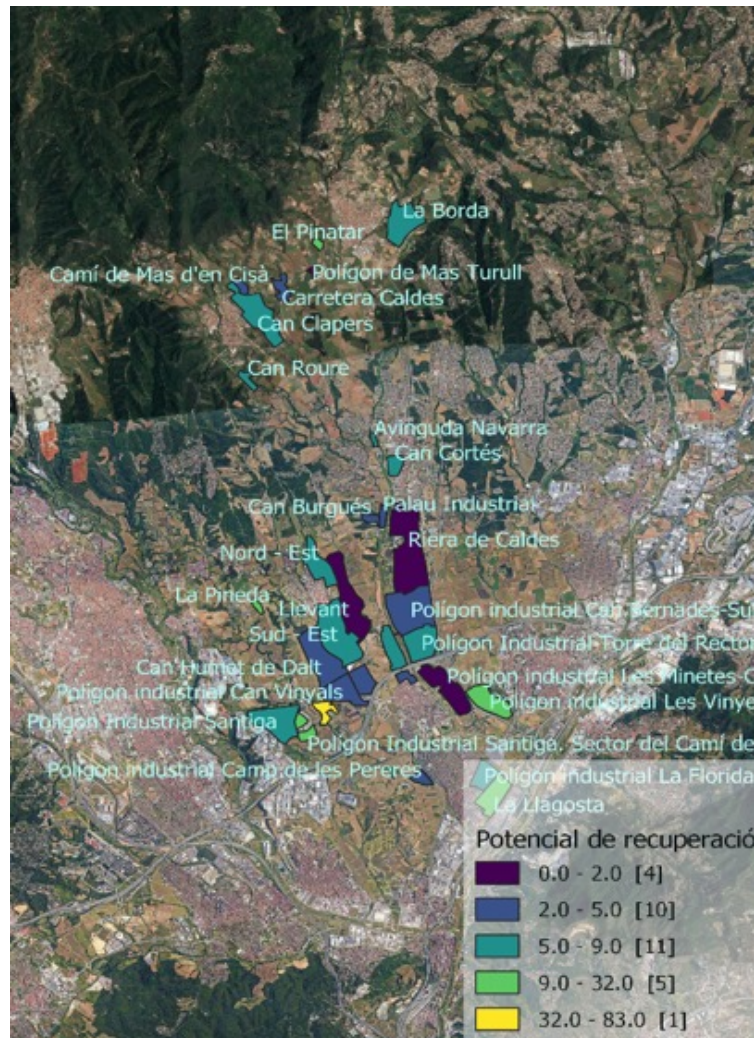 La Borda
El Pinatar
Camí de Mas d'en Cisà
Polígon de Mas Turull
Carretera Caldes
Can Clapers
Can Roure
Avinguda Navarra
Can Cortés
Can Burgués
Palau Industrial
Riera de Caldes
Nord - Est
La Pineda
Llevant
Polígon industrial Can Bernades-Su
Sud - Est
Polígon Industrial Torre del Rector
Can Humet de Dalt
Polígon industrial Les Minetes
Polígon industrial Can Vinyals
Polígon industrial Les Vinye
Polígon Industrial Santiga
Polígon Industrial Santiga. Sector del Camí de
Polígon industrial Camp de les Pereres
Polígon industrial La Florida
La Llagosta
Potencial de recuperació
0.0 - 2.0 [4]
2.0 - 5.0 [10]
5.0 - 9.0 [11]
9.0 - 32.0 [5]
32.0 - 83.0 [1]